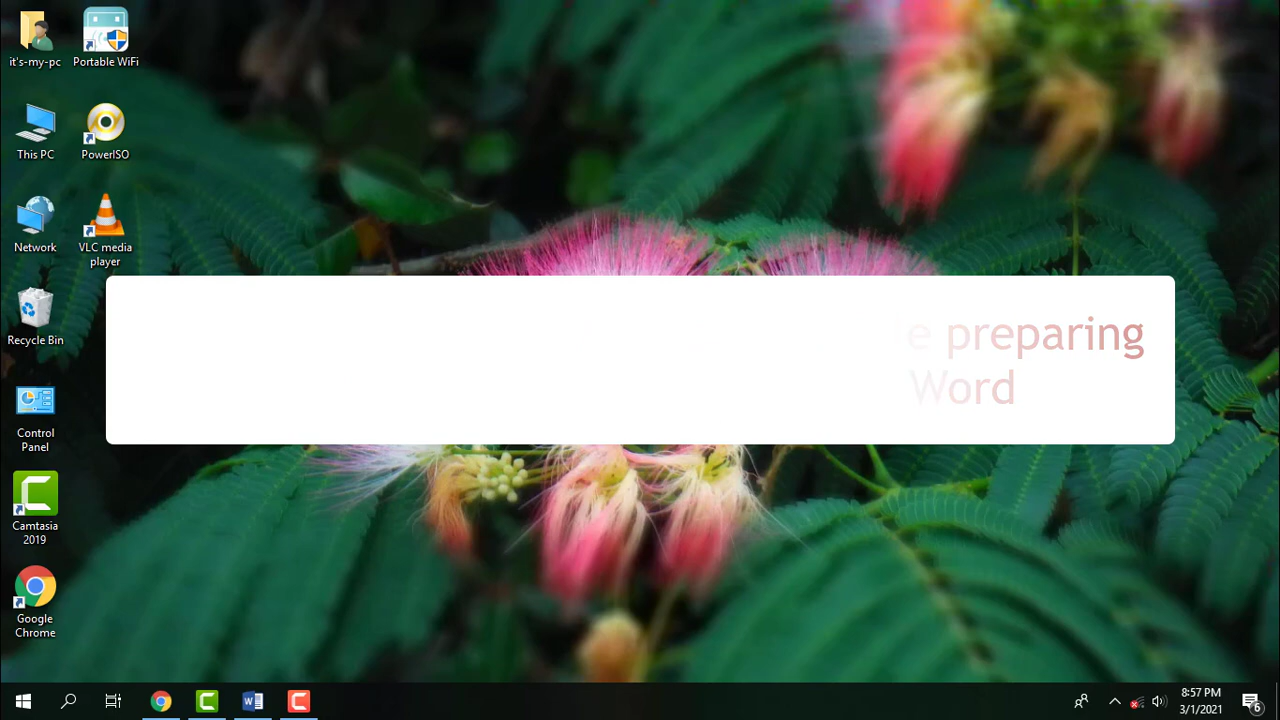 it's-my-pc
Portable WiFi
This PC
PowerISO
Network
VLC media
player
Recycle Bin
Control
Panel
Camtasia
2019
Google
Chrome
preparing
Word
8:57 PM
3/1/2021
6